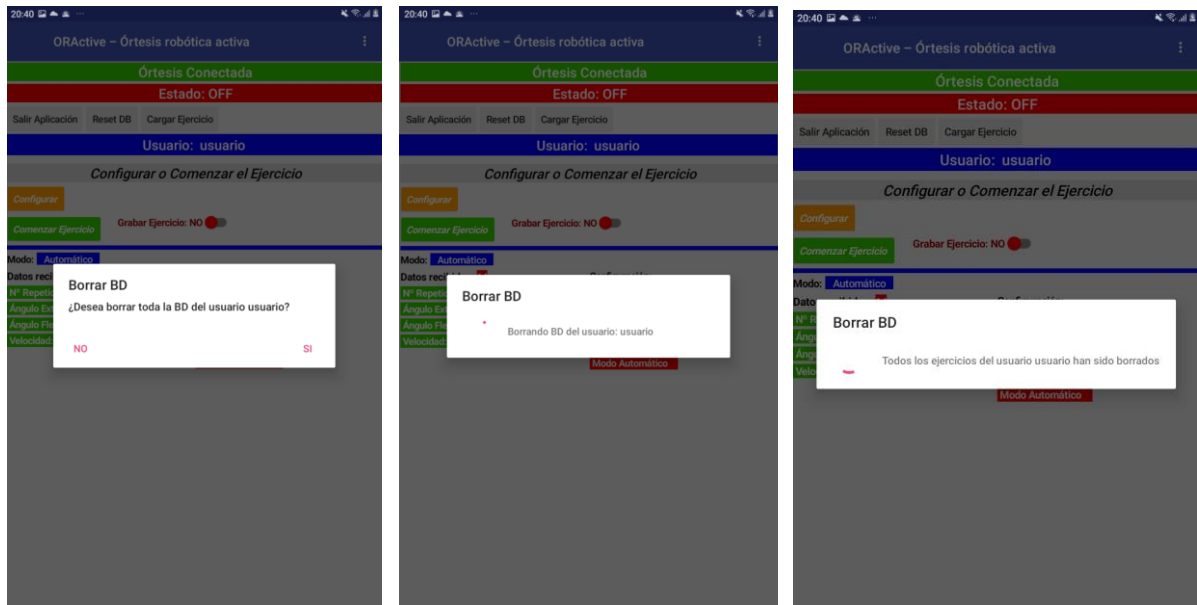 20:40
ORActive – Órtesis robótica activa
Órtesis Conectada
Estado: OFF
Salir Aplicación Reset DB Cargar Ejercicio
Usuario: usuario
Configurar o Comenzar el Ejercicio
Configurar
Comenzar Ejercicio Grabar Ejercicio: NO
Modo: Automático
Datos
Borrar BD
¿Desea borrar toda la BD del usuario usuario?
NO SI
20:40
ORActive – Órtesis robótica activa
Órtesis Conectada
Estado: OFF
Salir Aplicación Reset DB Cargar Ejercicio
Usuario: usuario
Configurar o Comenzar el Ejercicio
Configurar
Comenzar Ejercicio Grabar Ejercicio: NO
Modo: Automático
Datos
Borrar BD
Borrando BD del usuario: usuario
Modo Automático
20:40
ORActive – Órtesis robótica activa
Órtesis Conectada
Estado: OFF
Salir Aplicación Reset DB Cargar Ejercicio
Usuario: usuario
Configurar o Comenzar el Ejercicio
Configurar
Comenzar Ejercicio Grabar Ejercicio: NO
Modo: Automático
Borrar BD
Todos los ejercicios del usuario usuario han sido borrados
Modo Automático